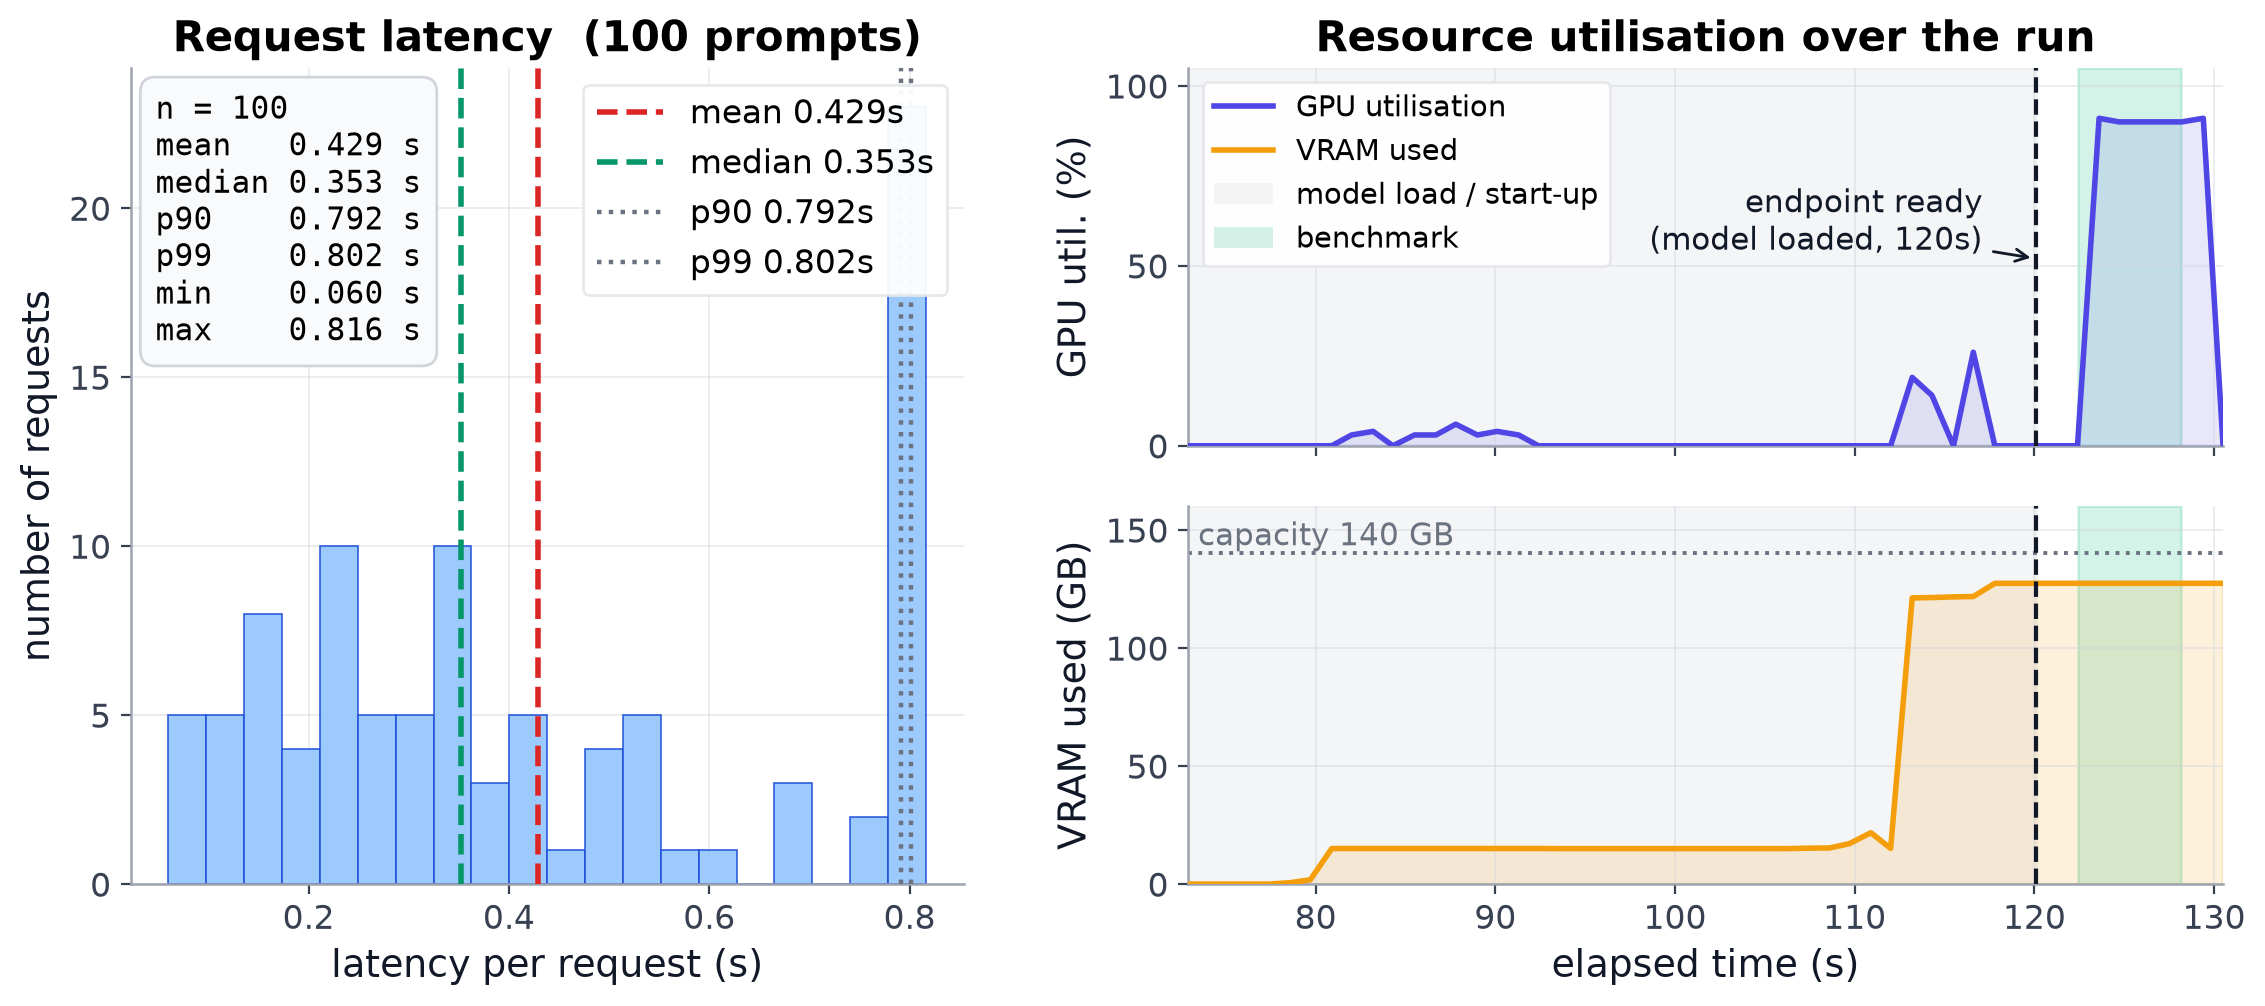 Request latency  (100 prompts)
n = 100
mean    0.429 s
median 0.353 s
p90     0.792 s
p99     0.802 s
min     0.060 s
max     0.816 s
mean 0.429s
median 0.353s
p90 0.792s
p99 0.802s
number of requests
20
15
10
5
0
0.2
0.4
0.6
0.8
latency per request (s)
Resource utilisation over the run
GPU util. (%)
100
50
0
GPU utilisation
VRAM used
model load / start-up
benchmark
endpoint ready
(model loaded, 120s)
VRAM used (GB)
150
100
50
0
capacity 140 GB
80
90
100
110
120
130
elapsed time (s)